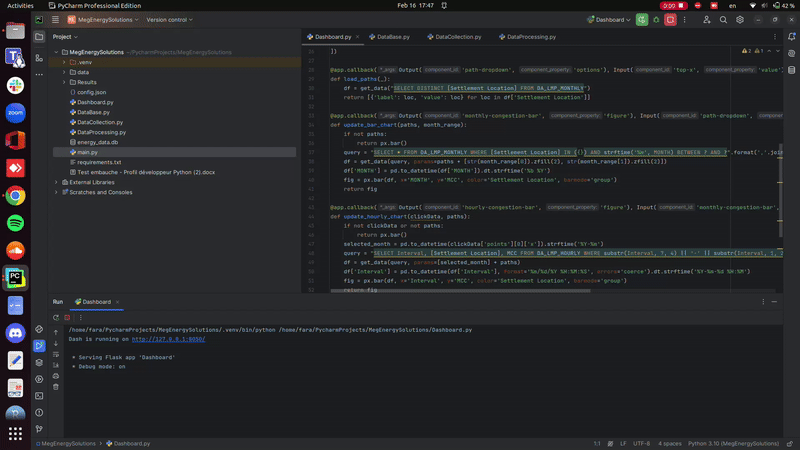 Activities
PyCharm Professional Edition
Feb 16 17:47
en
42 %
MegEnergySolutions
Version control
Dashboard
Project
MegEnergySolutions ~/PycharmProjects/MegEnergySolutions
.venv
data
Results
config.json
Dashboard.py
DataBase.py
DataCollection.py
DataProcessing.py
energy_data.db
main.py
requirements.txt
Test embauche - Profil développeur Python (2).docx
External Libraries
Scratches and Consoles
Dashboard.py
DataBase.py
DataCollection.py
DataProcessing.py
])
@app.callback( *_args: Output( component_id: 'path-dropdown', component_property: 'options'), Input( component_id: 'top-x', component_property: 'value')
def load_paths(_):
df = get_data("SELECT DISTINCT [Settlement Location] FROM DA_LMP_MONTHLY")
return [{'label': loc, 'value': loc} for loc in df['Settlement Location']]
@app.callback( *_args: Output( component_id: 'monthly-congestion-bar', component_property: 'figure'), Input( component_id: 'path-dropdown',
def update_bar_chart(paths, month_range):
if not paths:
return px.bar()
query = "SELECT * FROM DA_LMP_MONTHLY WHERE [Settlement Location] IN ({}) AND strftime('%m', MONTH) BETWEEN ? AND ?".format(','.join
df = get_data(query, params=paths + [str(month_range[0]).zfill(2), str(month_range[1]).zfill(2)])
df['MONTH'] = pd.to_datetime(df['MONTH']).dt.strftime('%b %Y')
fig = px.bar(df, x='MONTH', y='MCC', color='Settlement Location', barmode='group')
return fig
@app.callback( *_args: Output( component_id: 'hourly-congestion-bar', component_property: 'figure'), Input( component_id: 'monthly-congestion-bar',
def update_hourly_chart(clickData, paths):
if not clickData or not paths:
return px.bar()
selected_month = pd.to_datetime(clickData['points'][0]['x']).strftime('%Y-%m')
query = "SELECT Interval, [Settlement Location], MCC FROM DA_LMP_HOURLY WHERE substr(Interval, 7, 4) || '-' || substr(Interval, 1,
df = get_data(query, params=[selected_month] + paths)
df['Interval'] = pd.to_datetime(df['Interval'], format='%m/%d/%Y %H:%M:%S', errors='coerce').dt.strftime('%Y-%m-%d %H:%M')
fig = px.bar(df, x='Interval', y='MCC', color='Settlement Location', barmode='group')
return fig
Run
Dashboard
/home/fara/PycharmProjects/MegEnergySolutions/.venv/bin/python /home/fara/PycharmProjects/MegEnergySolutions/Dashboard.py
Dash is running on http://127.0.0.1:8050/
* Serving Flask app 'Dashboard'
* Debug mode: on
MegEnergySolutions
Dashboard.py
1:1
LF
UTF-8
4 spaces
Python 3.10 (MegEnergySolutions)